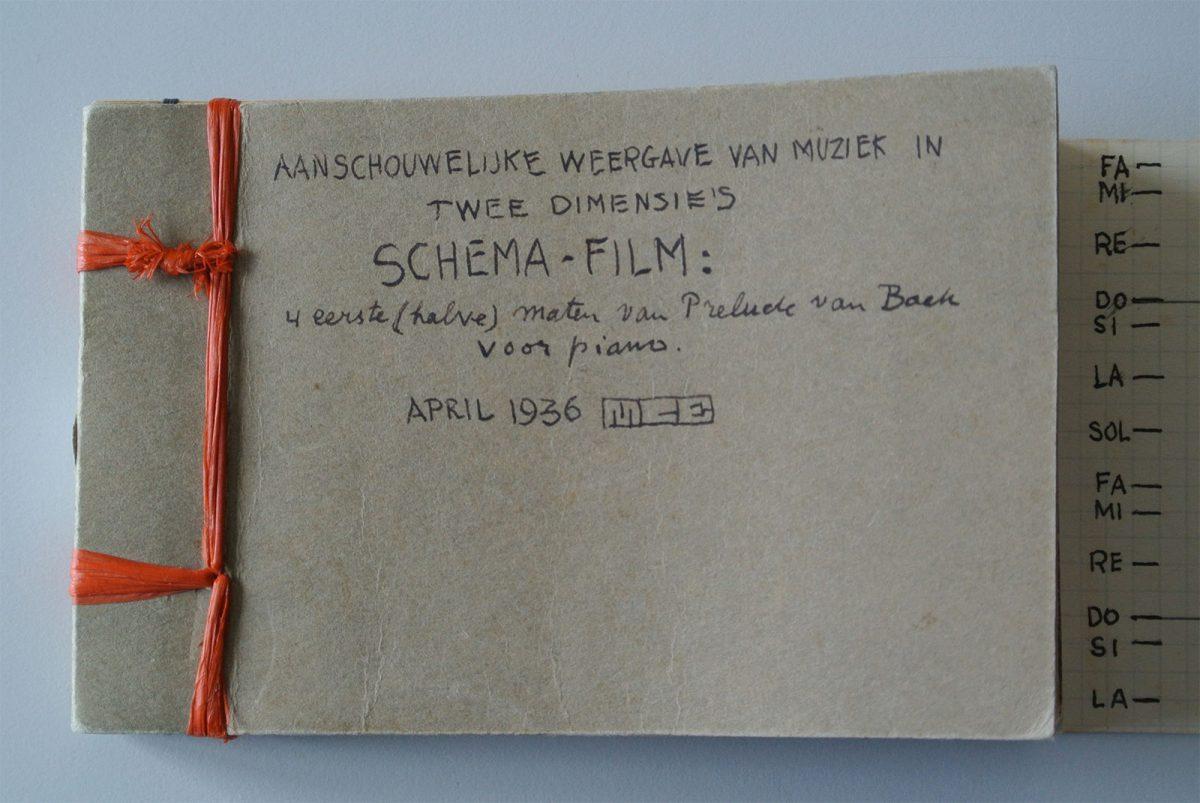 AANSCHOUWELIJKE WEERGAVE VAN MUZIEK IN
TWEE DIMENSIE'S
SCHEMA-FILM:
4 eerste (halve) maten van Prelude van Bach
voor piano.
APRIL 1936 MCE
FA—
MI—
RE—
DO—
SI—
LA—
SOL—
FA—
MI—
RE—
DO—
SI—
LA—